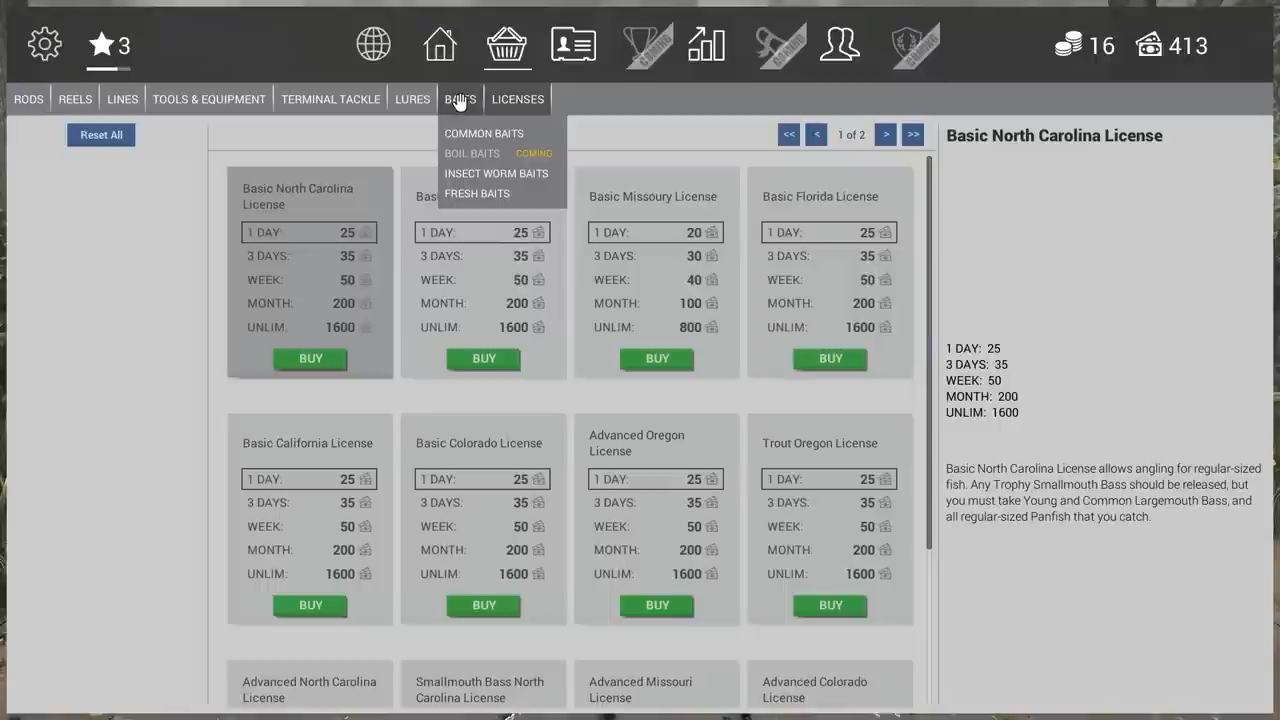 3
COMING
COMING
COMING
16
413
RODS
REELS
LINES
TOOLS & EQUIPMENT
TERMINAL TACKLE
LURES
BAITS
LICENSES
COMMON BAITS
BOIL BAITS COMING
INSECT WORM BAITS
FRESH BAITS
Reset All
<< < 1 of 2 > >>
Basic North Carolina
License
1 DAY: 25
3 DAYS: 35
WEEK: 50
MONTH: 200
UNLIM: 1600
BUY
Bas
1 DAY: 25
3 DAYS: 35
WEEK: 50
MONTH: 200
UNLIM: 1600
BUY
Basic Missoury License
1 DAY: 20
3 DAYS: 30
WEEK: 40
MONTH: 100
UNLIM: 800
BUY
Basic Florida License
1 DAY: 25
3 DAYS: 35
WEEK: 50
MONTH: 200
UNLIM: 1600
BUY
Basic California License
1 DAY: 25
3 DAYS: 35
WEEK: 50
MONTH: 200
UNLIM: 1600
BUY
Basic Colorado License
1 DAY: 25
3 DAYS: 35
WEEK: 50
MONTH: 200
UNLIM: 1600
BUY
Advanced Oregon
License
1 DAY: 25
3 DAYS: 35
WEEK: 50
MONTH: 200
UNLIM: 1600
BUY
Trout Oregon License
1 DAY: 25
3 DAYS: 35
WEEK: 50
MONTH: 200
UNLIM: 1600
BUY
Advanced North Carolina
License
Smallmouth Bass North
Carolina License
Advanced Missouri
License
Advanced Colorado
License
Basic North Carolina License
1 DAY: 25
3 DAYS: 35
WEEK: 50
MONTH: 200
UNLIM: 1600
Basic North Carolina License allows angling for regular-sized
fish. Any Trophy Smallmouth Bass should be released, but
you must take Young and Common Largemouth Bass, and
all regular-sized Panfish that you catch.